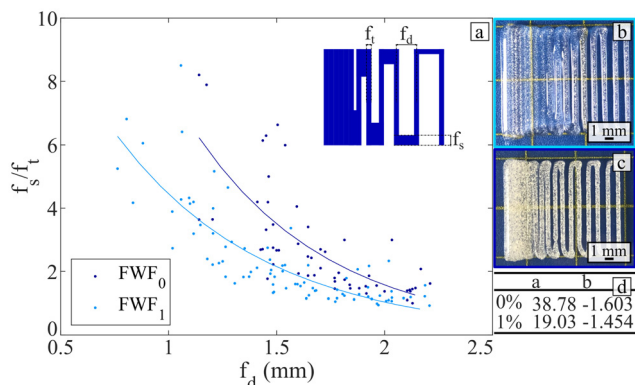 a
10
8
6
4
2
0
f_s/f_t
0.5 1 1.5 2 2.5
f_d (mm)
FWF_0
FWF_1
f_t
f_d
f_s
b
1 mm
c
1 mm
d
a b
0% 38.78 -1.603
1% 19.03 -1.454